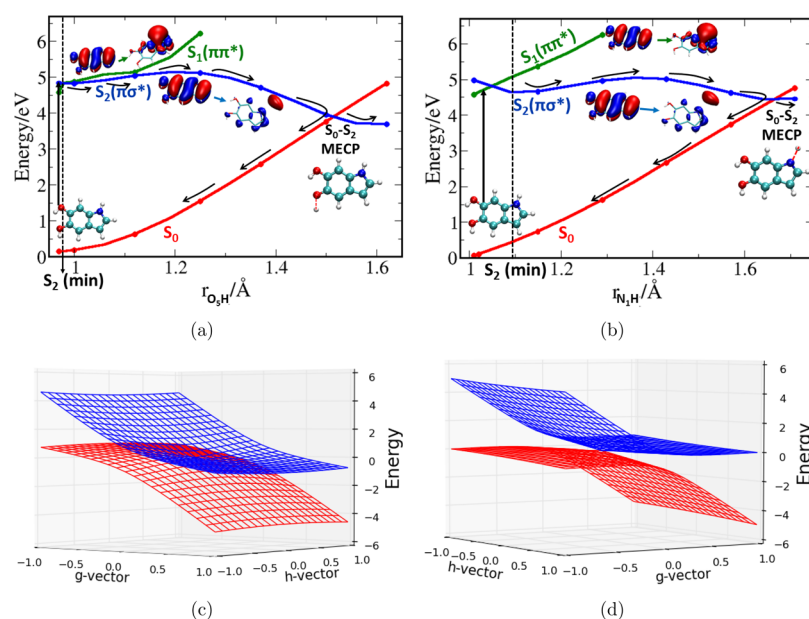 6
5
4
3
2
1
0
Energy/eV
S₁(ππ*)
S₂(πσ*)
S₀-S₂
MECP
S₀
1
1.2
1.4
1.6
S₂ (min)
r_O₅H/Å
(a)
6
5
4
3
2
1
0
Energy/eV
S₁(ππ*)
S₂(πσ*)
S₀-S₂
MECP
S₀
1
1.2
1.4
1.6
S₂ (min)
r_N₁H/Å
(b)
6
4
2
0
−2
−4
−6
Energy
−1.0
−0.5
0.0
0.5
1.0
g-vector
−1.0
−0.5
0.0
0.5
1.0
h-vector
(c)
6
4
2
0
−2
−4
−6
Energy
−1.0
−0.5
0.0
0.5
1.0
h-vector
−1.0
−0.5
0.0
0.5
1.0
g-vector
(d)